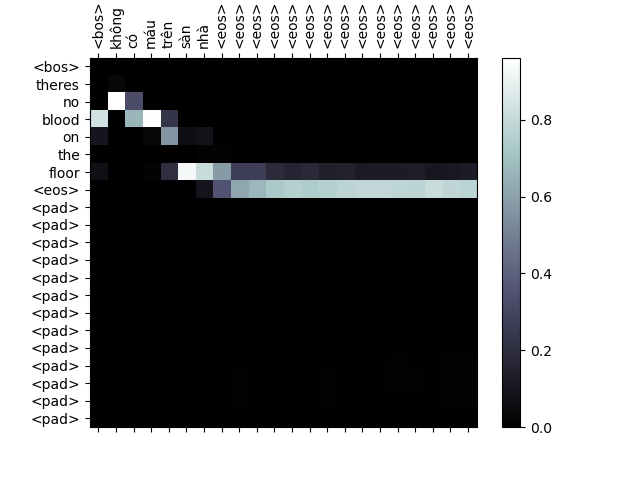 <bos> không có máu trên sàn nhà <eos> <eos> <eos> <eos> <eos> <eos> <eos> <eos> <eos> <eos> <eos> <eos> <eos> <eos> <eos>
<bos>
theres
no
blood
on
the
floor
<eos>
<pad>
<pad>
<pad>
<pad>
<pad>
<pad>
<pad>
<pad>
<pad>
<pad>
<pad>
<pad>
<pad>
0.8
0.6
0.4
0.2
0.0